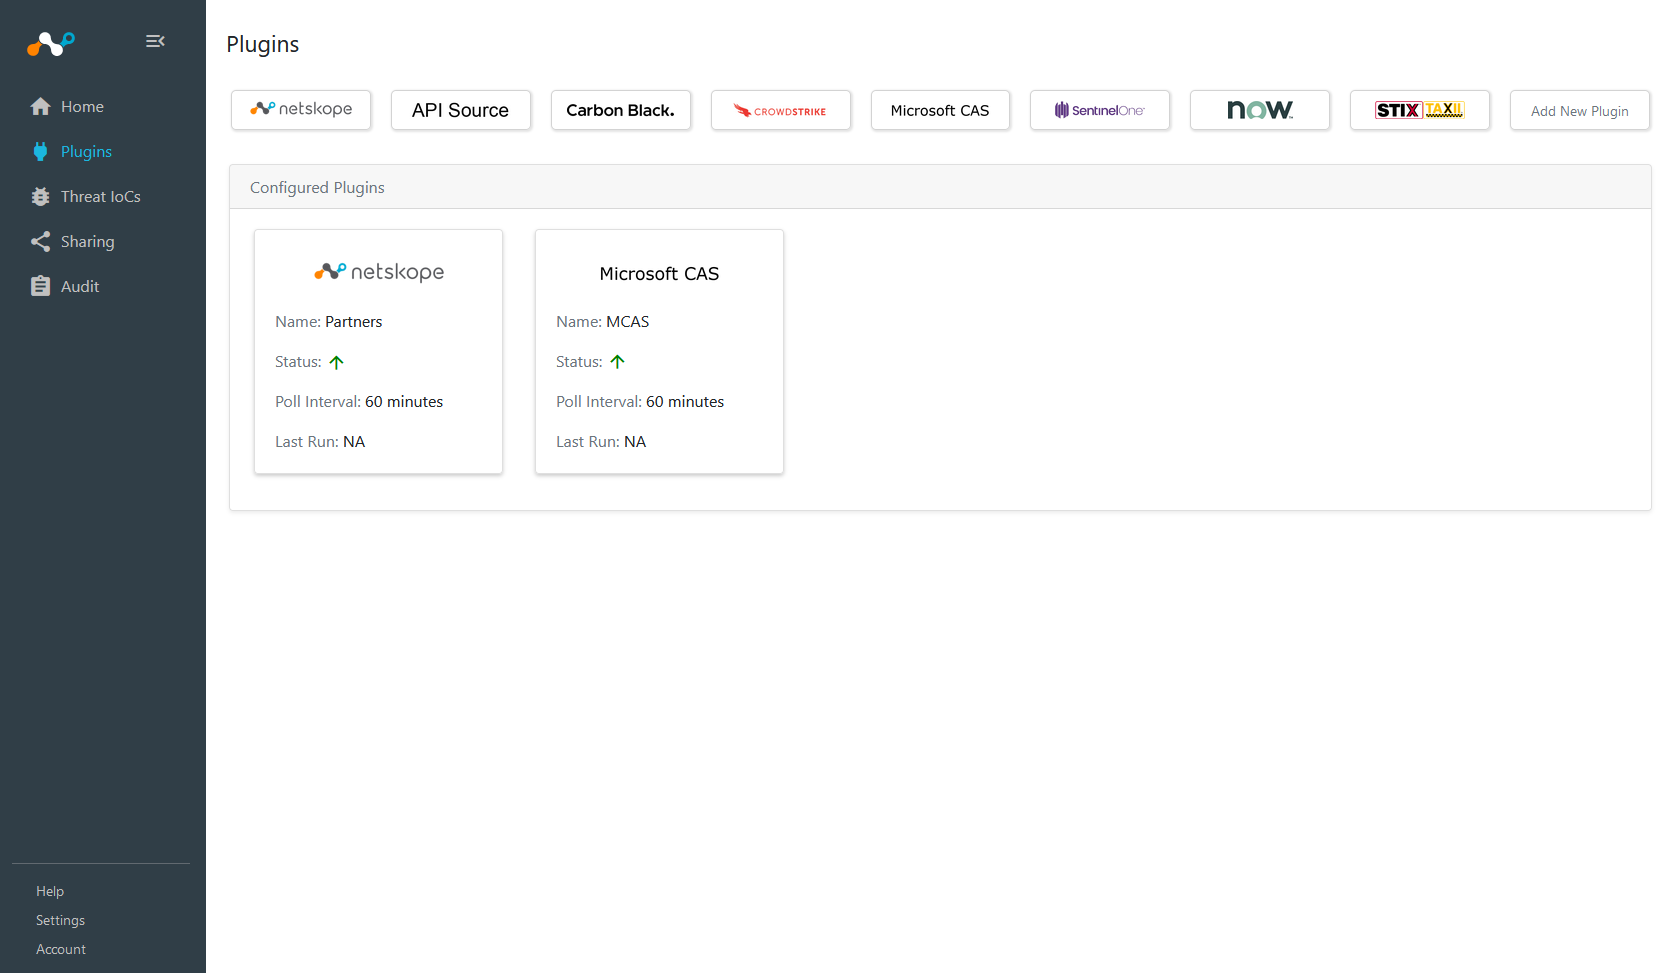 Plugins
Home
Plugins
Threat IoCs
Sharing
Audit
netskope
API Source
Carbon Black.
CROWDSTRIKE
Microsoft CAS
SentinelOne
now
STIX TAXII
Add New Plugin
Configured Plugins
netskope
Name: Partners
Status:
Poll Interval: 60 minutes
Last Run: NA
Microsoft CAS
Name: MCAS
Status:
Poll Interval: 60 minutes
Last Run: NA
Help
Settings
Account